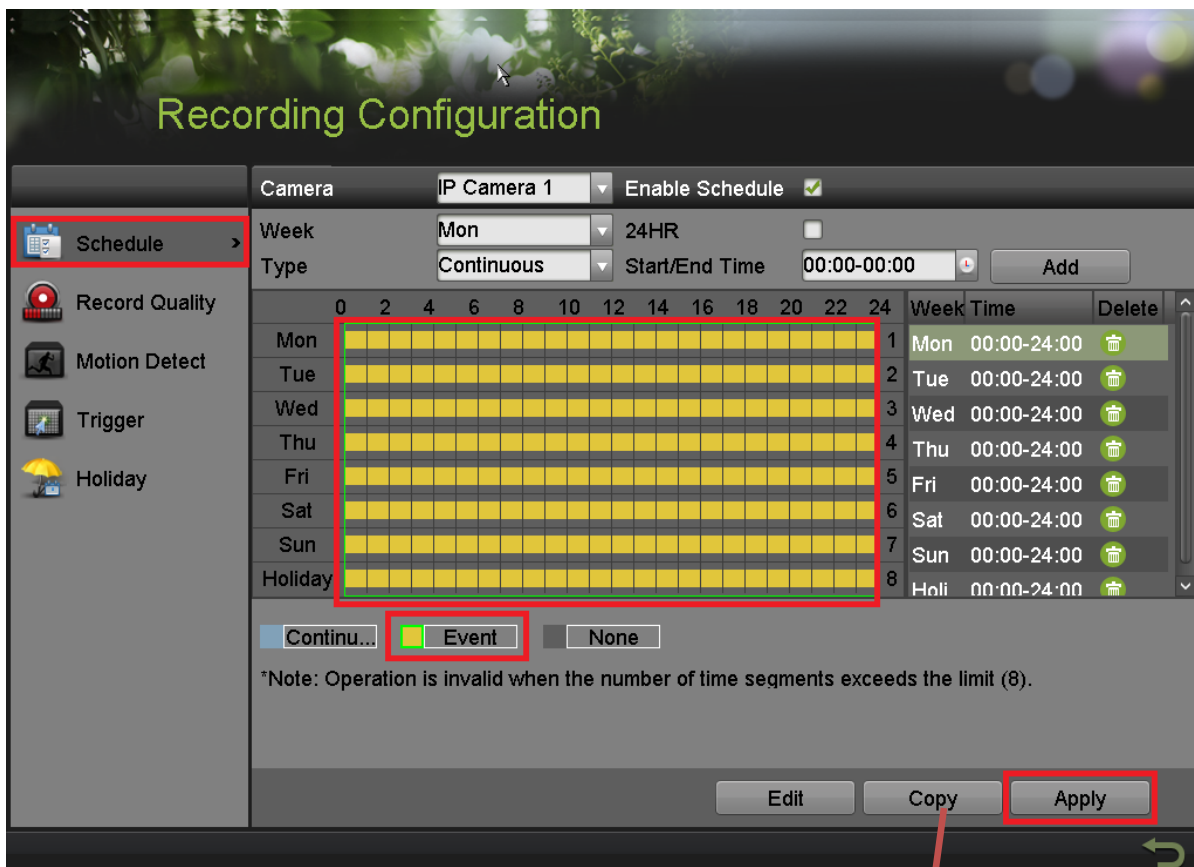 Recording Configuration
Camera IP Camera 1 Enable Schedule
Schedule >
Week Mon 24HR
Type Continuous Start/End Time 00:00-00:00 Add
Record Quality
Motion Detect
Trigger
Holiday
0 2 4 6 8 10 12 14 16 18 20 22 24 Week Time Delete
Mon 1 Mon 00:00-24:00
Tue 2 Tue 00:00-24:00
Wed 3 Wed 00:00-24:00
Thu 4 Thu 00:00-24:00
Fri 5 Fri 00:00-24:00
Sat 6 Sat 00:00-24:00
Sun 7 Sun 00:00-24:00
Holiday 8 Holi 00:00-24:00
Continu... Event None
*Note: Operation is invalid when the number of time segments exceeds the limit (8).
Edit Copy Apply